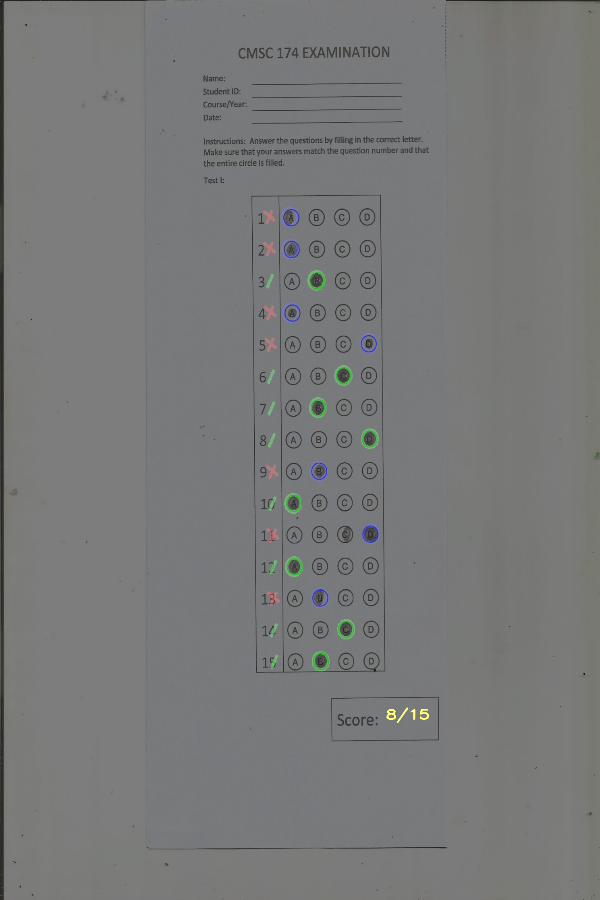 CMSC 174 EXAMINATION
Name:
Student ID:
Course/Year:
Date:
Instructions: Answer the questions by filling in the correct letter.
Make sure that your answers match the question number and that
the entire circle is filled.
Test I:
1 A B C D
2 A B C D
3 A B C D
4 A B C D
5 A B C D
6 A B C D
7 A B C D
8 A B C D
9 A B C D
10 A B C D
11 A B C D
12 A B C D
13 A B C D
14 A B C D
15 A B C D
Score: 8/15